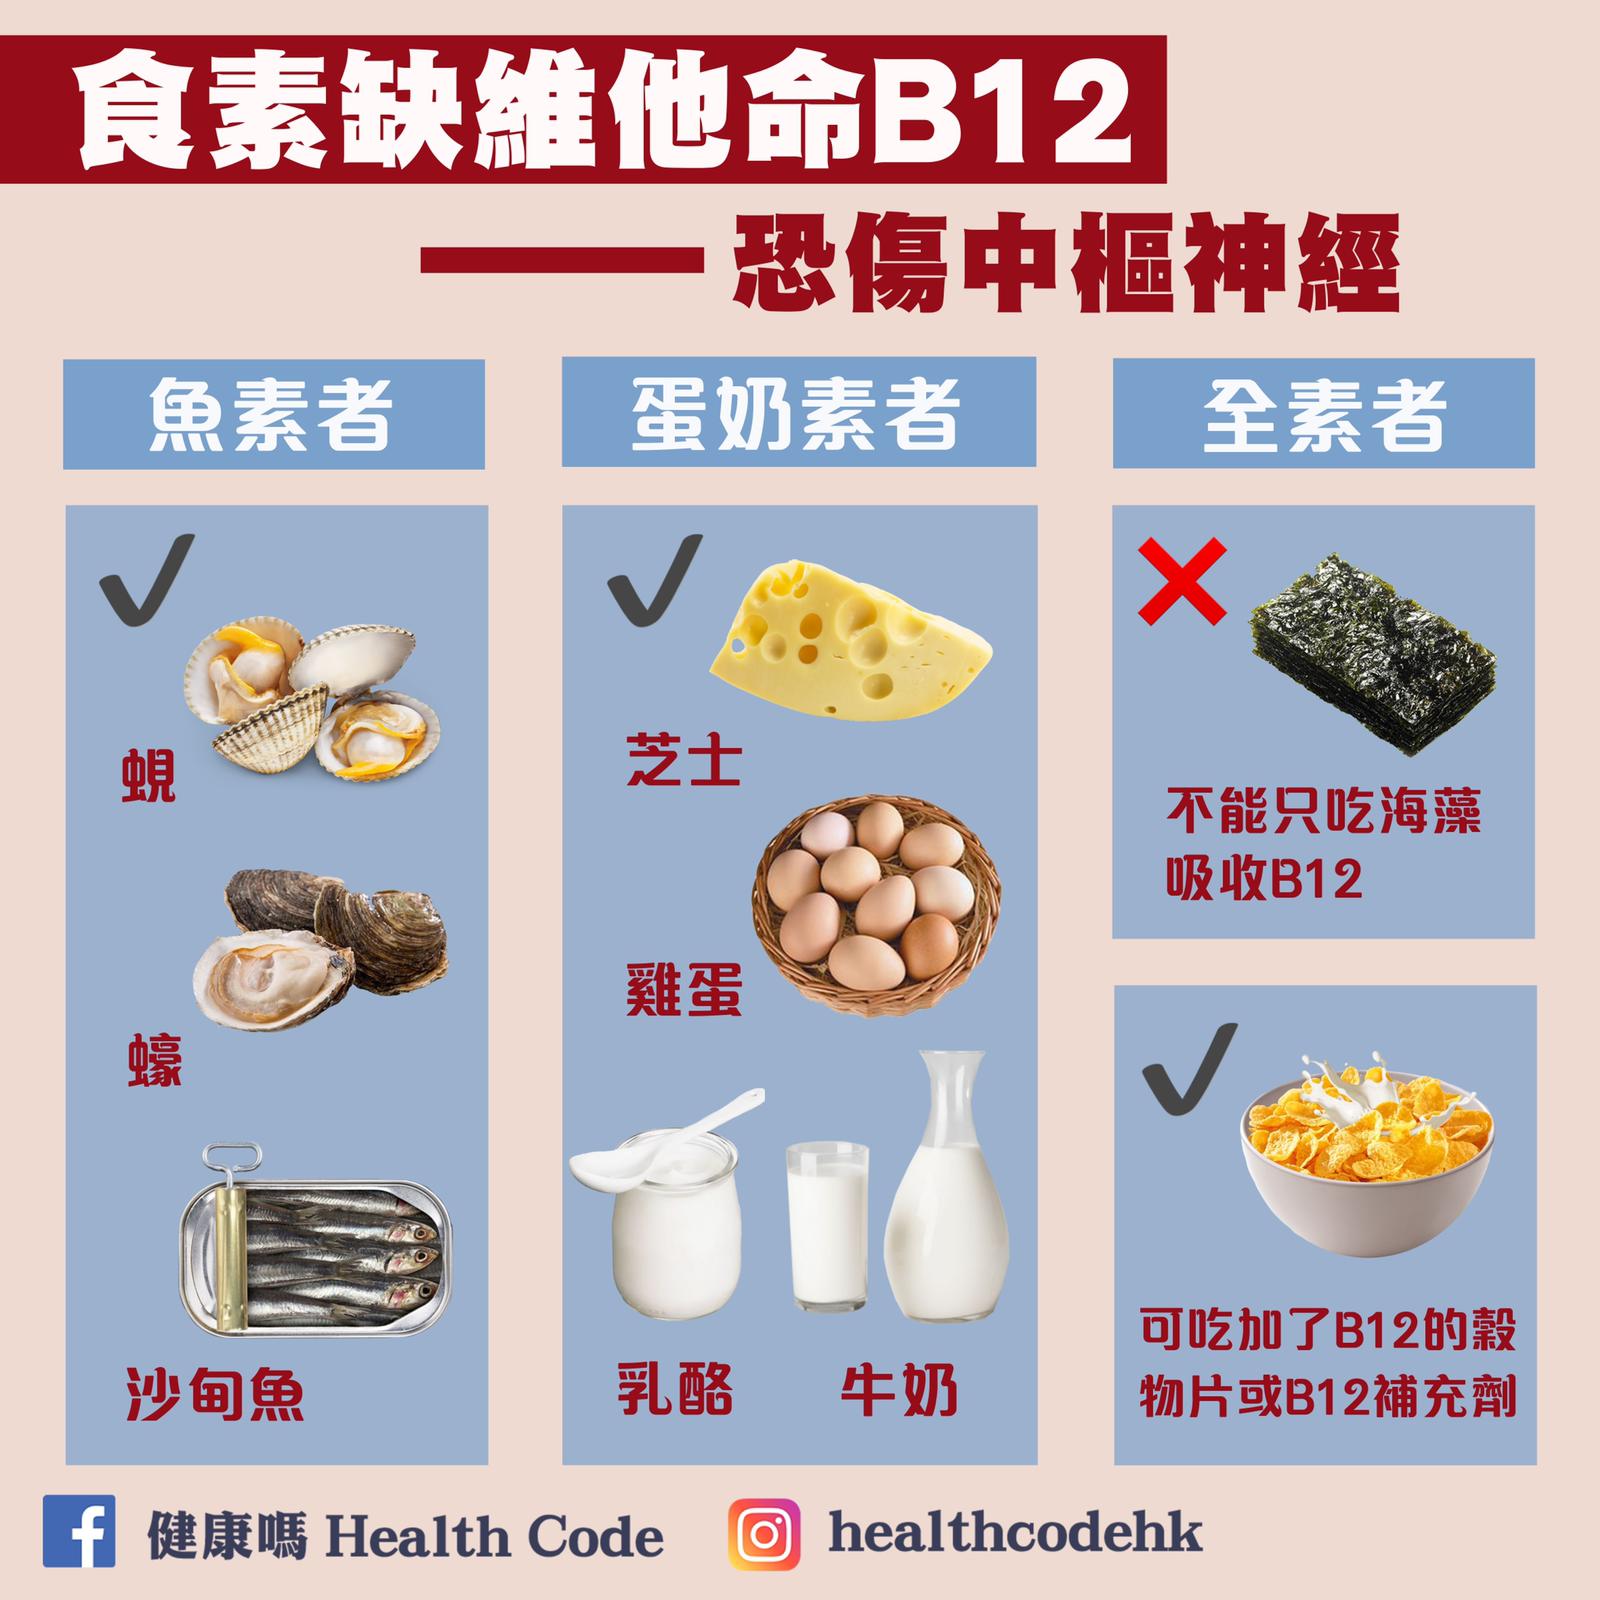 食素缺維他命B12
——恐傷中樞神經
魚素者
蜆
蠔
沙甸魚
蛋奶素者
芝士
雞蛋
乳酪 牛奶
全素者
不能只吃海藻
吸收B12
可吃加了B12的穀
物片或B12補充劑
健康嗎 Health Code
healthcodehk